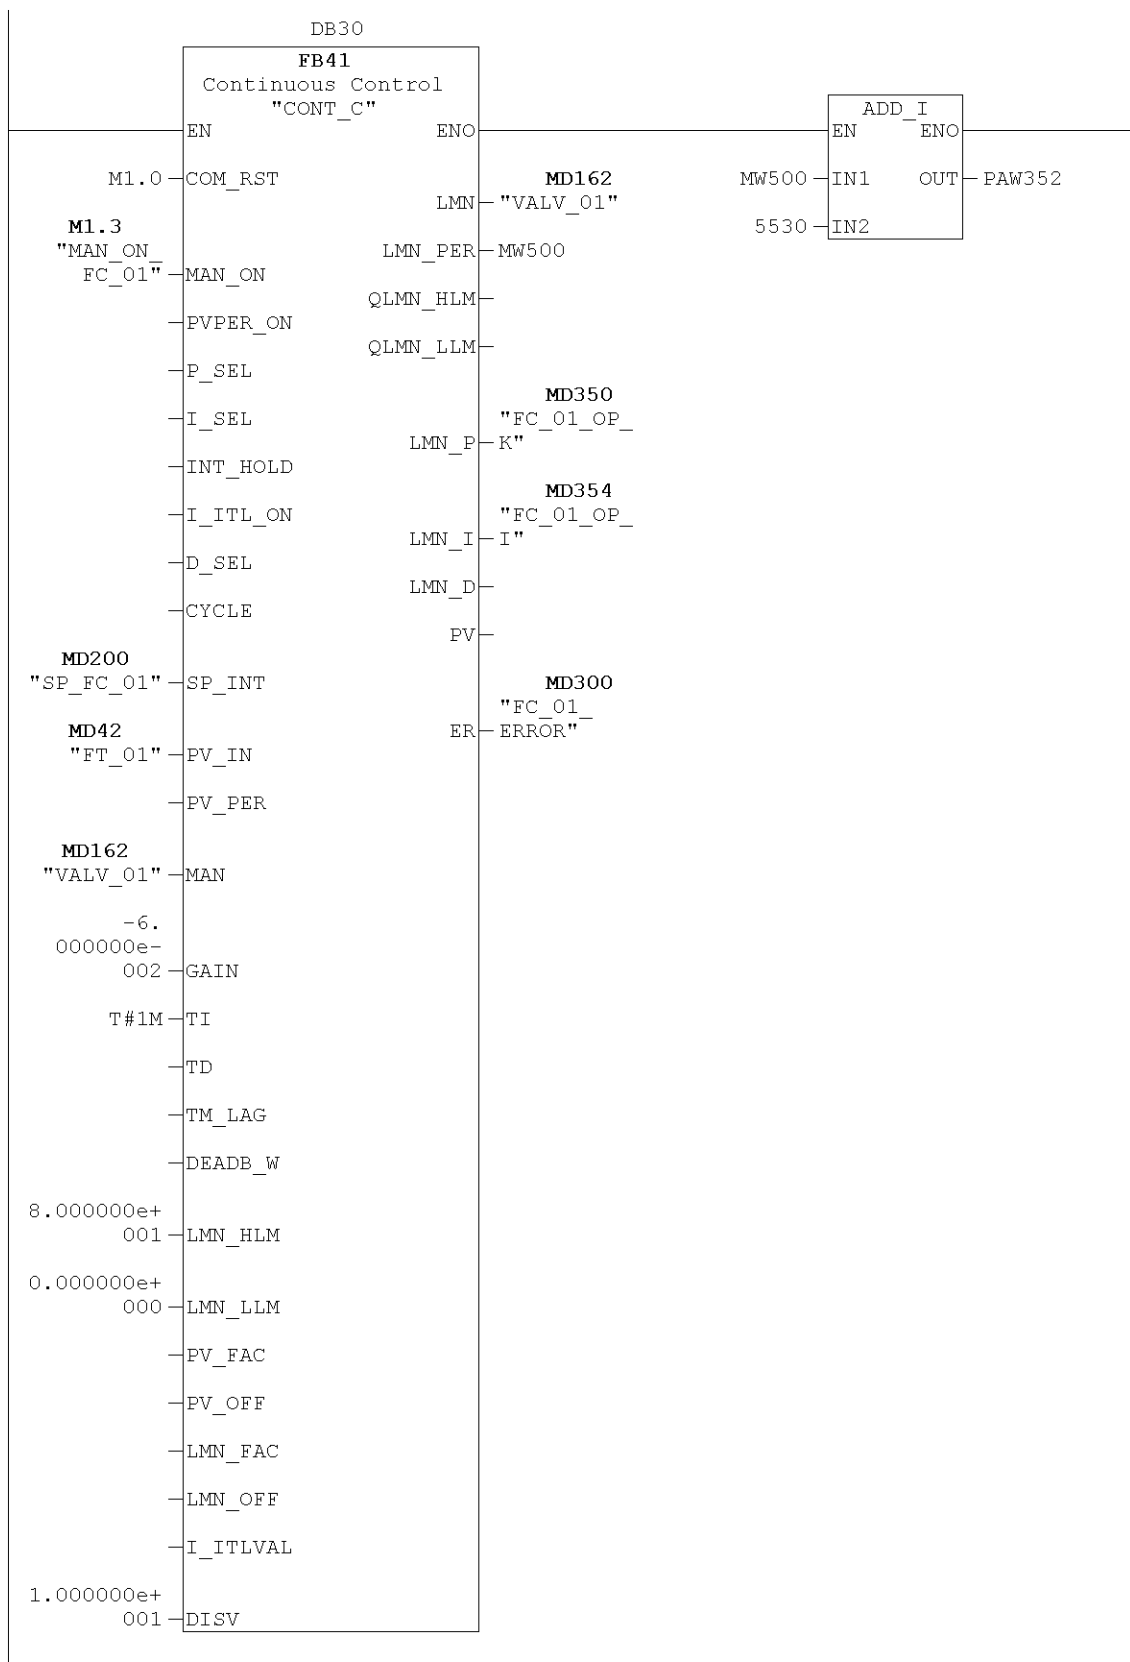 DB30
FB41
Continuous Control
"CONT_C"
EN ENO
ADD_I
EN ENO
M1.0 COM_RST
MD162
LMN "VALV_01"
MW500 IN1 OUT PAW352
M1.3
"MAN_ON_
FC_01" MAN_ON
5530 IN2
LMN_PER MW500
QLMN_HLM
PVPER_ON
QLMN_LLM
P_SEL
MD350
"FC_01_OP_
LMN_P K"
I_SEL
INT_HOLD
MD354
"FC_01_OP_
LMN_I I"
I_ITL_ON
D_SEL
LMN_D
CYCLE
PV
MD200
"SP_FC_01" SP_INT
MD300
"FC_01_
ER ERROR"
MD42
"FT_01" PV_IN
PV_PER
MD162
"VALV_01" MAN
-6.
000000e-
002 GAIN
T#1M TI
TD
TM_LAG
DEADB_W
8.000000e+
001 LMN_HLM
0.000000e+
000 LMN_LLM
PV_FAC
PV_OFF
LMN_FAC
LMN_OFF
I_ITLVAL
1.000000e+
001 DISV